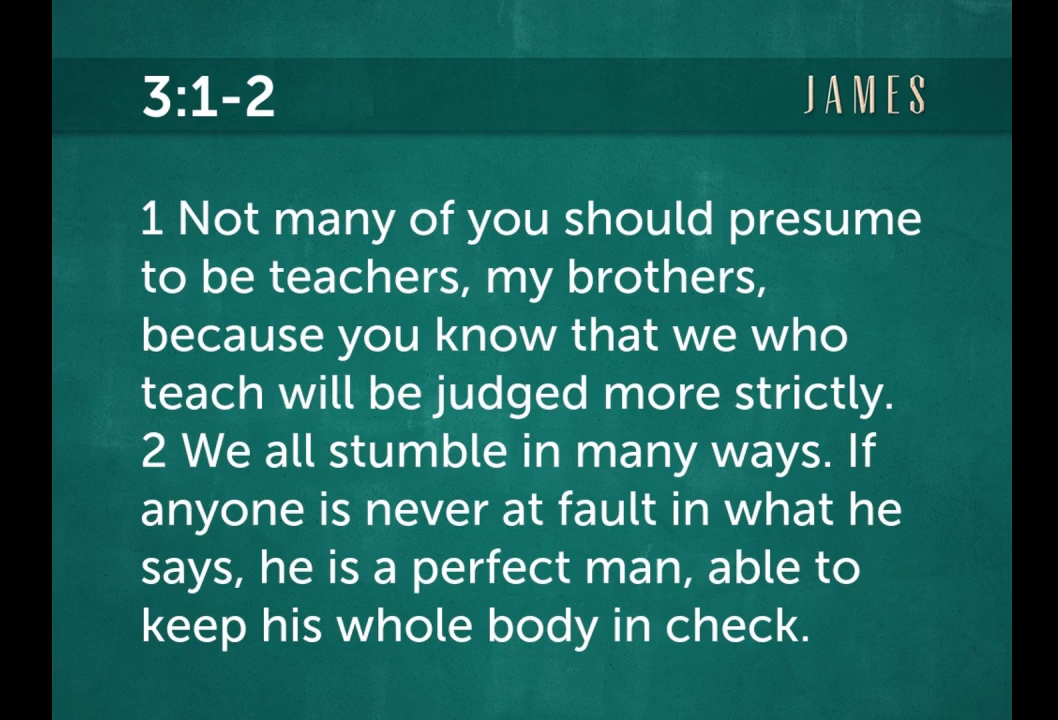 3:1-2 JAMES
1 Not many of you should presume
to be teachers, my brothers,
because you know that we who
teach will be judged more strictly.
2 We all stumble in many ways. If
anyone is never at fault in what he
says, he is a perfect man, able to
keep his whole body in check.